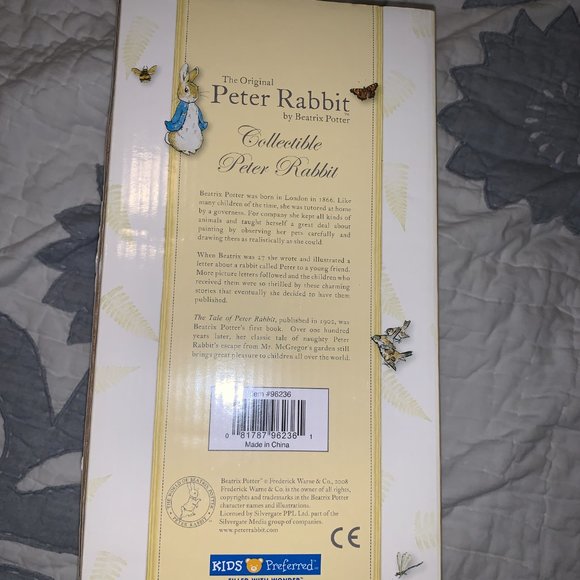 The Original
Peter Rabbit™
by Beatrix Potter
Collectible
Peter Rabbit
Beatrix Potter was born in London in 1866. Like
many children of the time, she was tutored at home
by a governess. For company she kept all kinds of
animals and taught herself a great deal about
painting by observing her pets carefully and
drawing them as realistically as she could.
When Beatrix was 27 she wrote and illustrated a
letter about a rabbit called Peter to a young friend.
More picture letters followed and the children who
received them were so thrilled by these charming
stories that eventually she decided to have them
published.
The Tale of Peter Rabbit, published in 1902, was
Beatrix Potter's first book. Over one hundred
years later, her classic tale of naughty Peter
Rabbit's escape from Mr. McGregor's garden still
brings great pleasure to children all over the world.
Item #96236
0 81787 96236 1
Made in China
THE WORLD OF BEATRIX POTTER
PETER RABBIT
Beatrix Potter™ © Frederick Warne & Co., 2008
Frederick Warne & Co. is the owner of all rights,
copyrights and trademarks in the Beatrix Potter
character names and illustrations.
Licensed by Silvergate PPL Ltd. part of the
Silvergate Media group of companies.
www.peterrabbit.com
CE
KIDS Preferred™
FILLED WITH WONDER